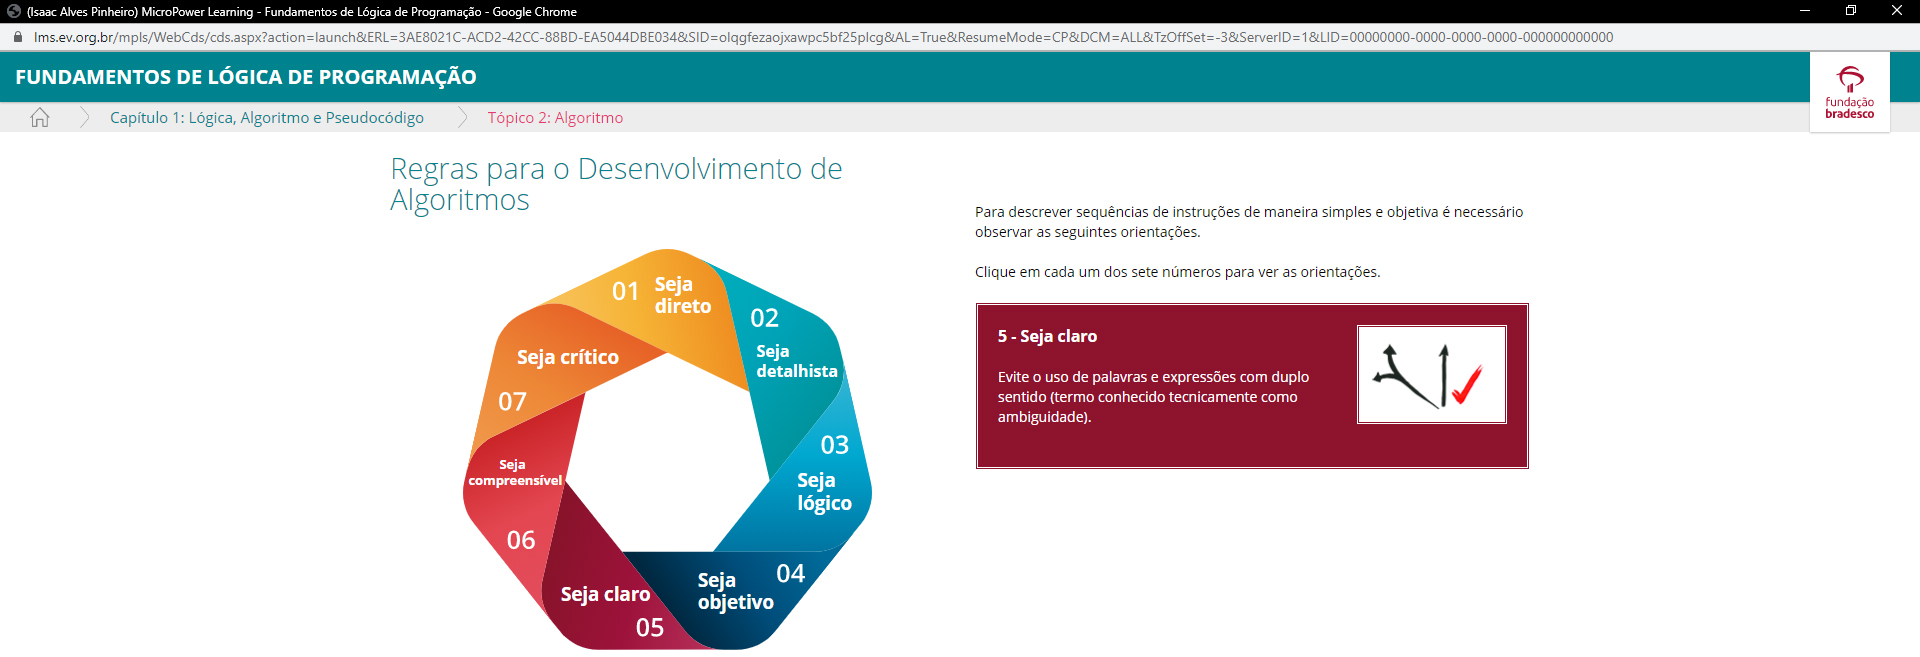 (Isaac Alves Pinheiro) MicroPower Learning - Fundamentos de Lógica de Programação - Google Chrome
lms.ev.org.br/mpls/WebCds/cds.aspx?action=launch&ERL=3AE8021C-ACD2-42CC-88BD-EA5044DBE034&SID=olqgfezaojxawpc5bf25plcg&AL=True&ResumeMode=CP&DCM=ALL&TzOffSet=-3&ServerID=1&LID=00000000-0000-0000-0000-000000000000
FUNDAMENTOS DE LÓGICA DE PROGRAMAÇÃO
fundação
bradesco
Capítulo 1: Lógica, Algoritmo e Pseudocódigo
Tópico 2: Algoritmo
Regras para o Desenvolvimento de
Algoritmos
01
Seja
direto
02
Seja
detalhista
03
Seja
lógico
04
Seja
objetivo
Seja claro
05
Seja
compreensível
06
Seja crítico
07
Para descrever sequências de instruções de maneira simples e objetiva é necessário
observar as seguintes orientações.
Clique em cada um dos sete números para ver as orientações.
5 - Seja claro
Evite o uso de palavras e expressões com duplo
sentido (termo conhecido tecnicamente como
ambiguidade).